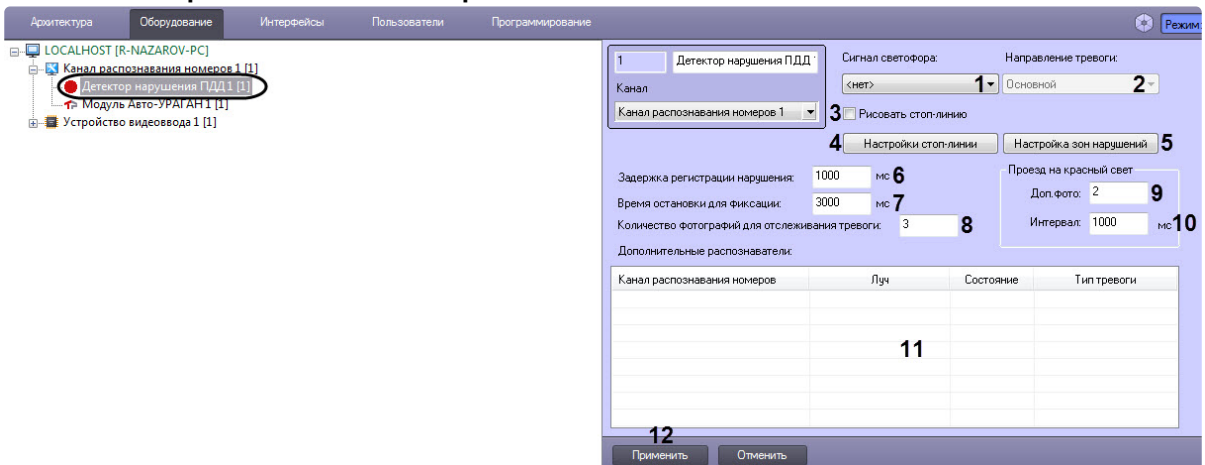 Архитектура Оборудование Интерфейсы Пользователи Программирование Режим:
LOCALHOST [R-NAZAROV-PC]
Канал распознавания номеров 1 [1]
Детектор нарушения ПДД 1 [1]
Модуль Авто-УРАГАН 1 [1]
Устройство видеоввода 1 [1]
1 Детектор нарушения ПДД
Канал
Канал распознавания номеров 1
Сигнал светофора: Направление тревоги:
<нет> 1 Основной 2
3 Рисовать стоп-линию
4 Настройки стоп-линии Настройка зон нарушений 5
Задержка регистрации нарушения: 1000 мс 6
Время остановки для фиксации: 3000 мс 7
Количество фотографий для отслеживания тревоги: 3 8
Проезд на красный свет
Доп.фото: 2 9
Интервал: 1000 мс 10
Дополнительные распознаватели:
Канал распознавания номеров Луч Состояние Тип тревоги
11
12
Применить Отменить